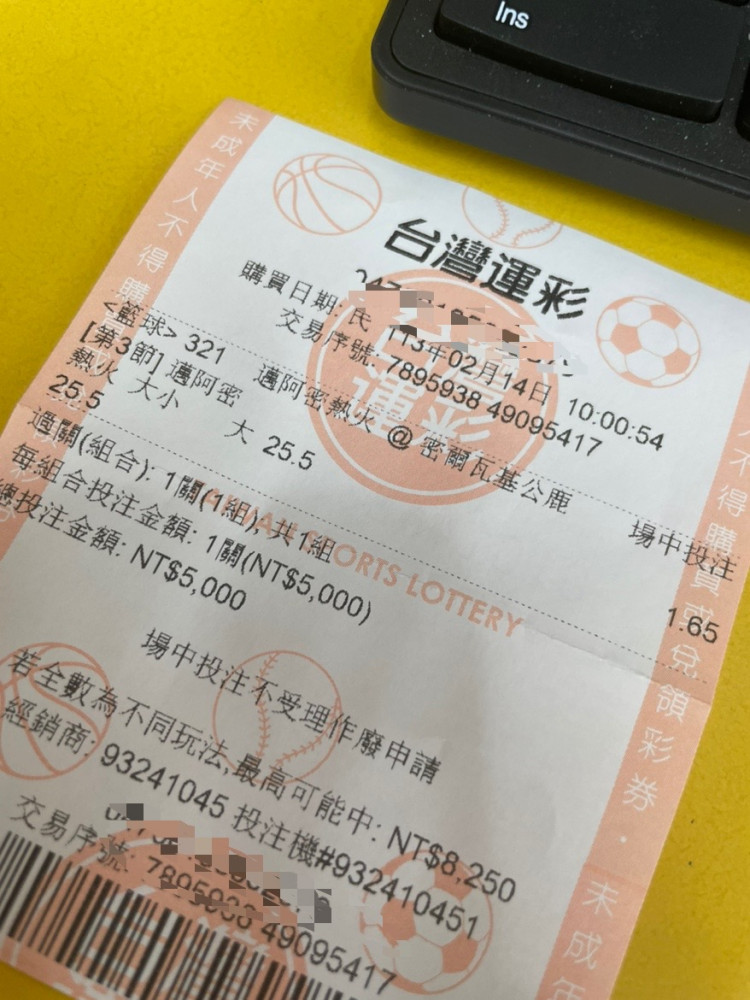 Ins
台灣運彩
購買日期: 民 113年02月14日 10:00:54
交易序號: 7895938 49095417
<籃球> 321 邁阿密熱火 @ 密爾瓦基公鹿 場中投注
[第3節] 邁阿密
熱火 大小 大 25.5 1.65
25.5
過關(組合): 1關(1組), 共1組
每組合投注金額: 1關(NT$5,000)
總投注金額: NT$5,000
SPORTS LOTTERY
場中投注不受理作廢申請
若全數為不同玩法,最高可能中: NT$8,250
經銷商: 93241045 投注機#932410451
交易序號: 7895938 49095417
未成年人不得購
不得購買或兌領彩券．
未成年